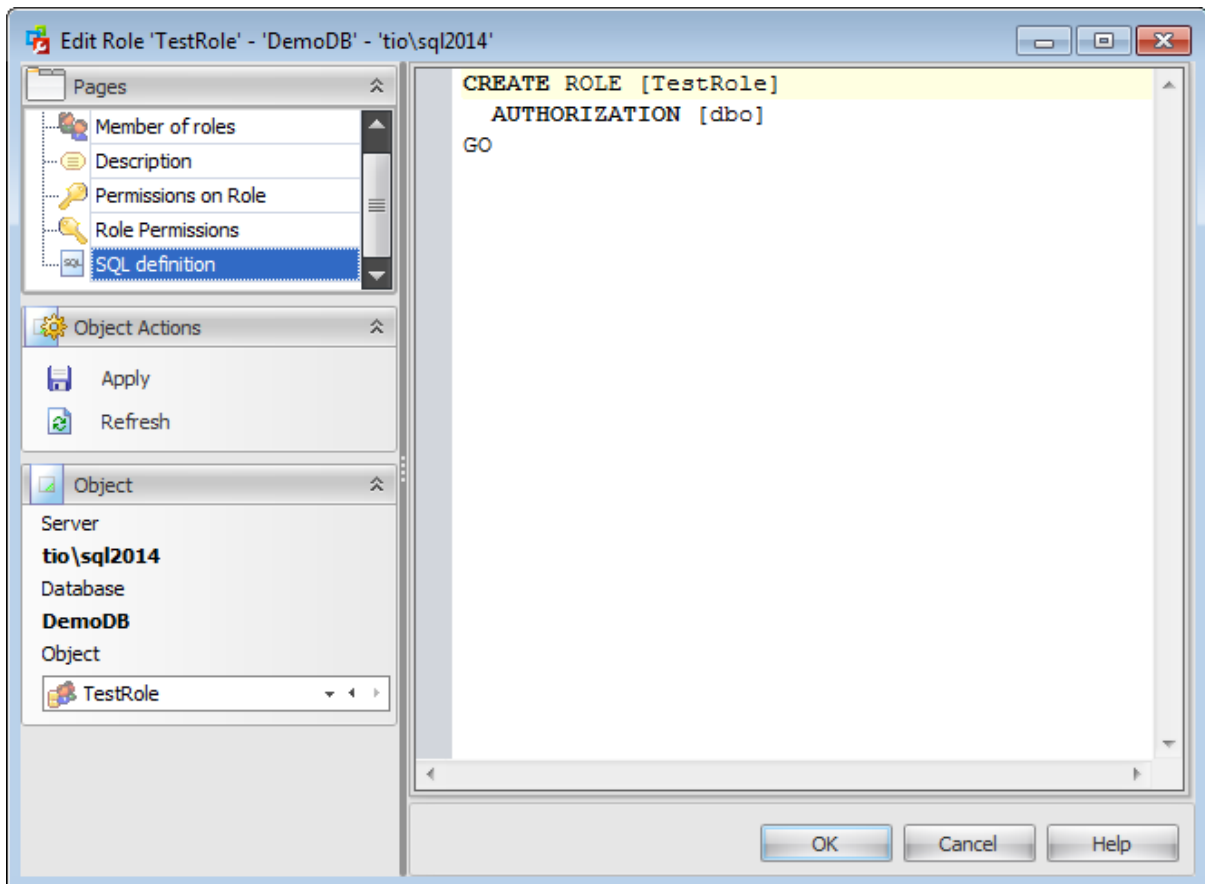 Edit Role 'TestRole' - 'DemoDB' - 'tio\sql2014'
Pages
Member of roles
Description
Permissions on Role
Role Permissions
SQL
SQL definition
Object Actions
Apply
Refresh
Object
Server
tio\sql2014
Database
DemoDB
Object
TestRole
CREATE ROLE [TestRole]
  AUTHORIZATION [dbo]
GO
OK
Cancel
Help